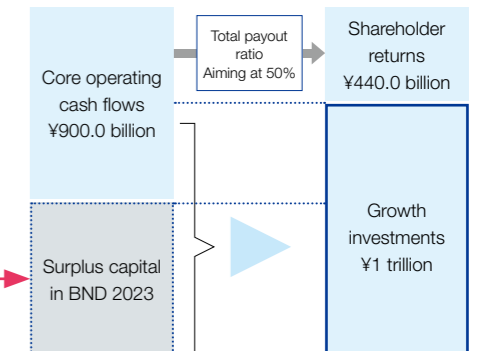 Core operating
cash flows
¥900.0 billion
Total payout
ratio
Aiming at 50%
Shareholder
returns
¥440.0 billion
Surplus capital
in BND 2023
Growth
investments
¥1 trillion